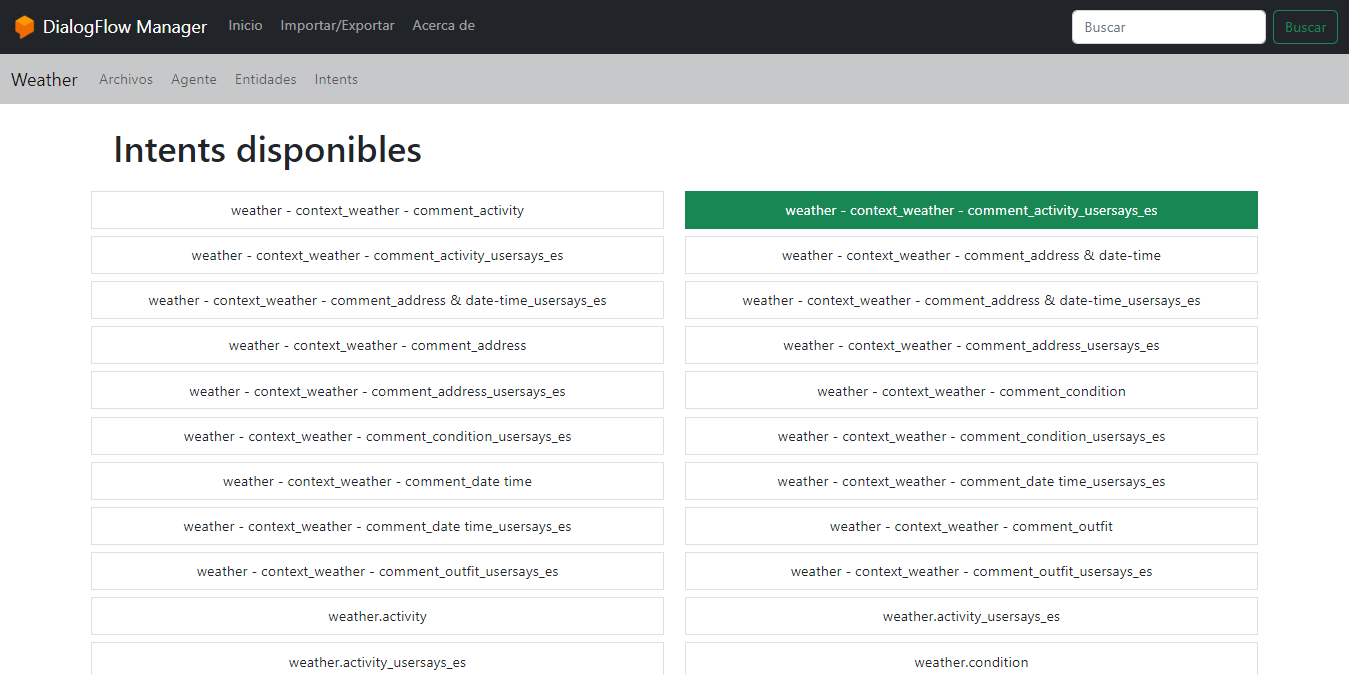 DialogFlow Manager Inicio Importar/Exportar Acerca de Buscar Buscar
Weather Archivos Agente Entidades Intents
Intents disponibles
weather - context_weather - comment_activity
weather - context_weather - comment_activity_usersays_es
weather - context_weather - comment_activity_usersays_es
weather - context_weather - comment_address & date-time
weather - context_weather - comment_address & date-time_usersays_es
weather - context_weather - comment_address & date-time_usersays_es
weather - context_weather - comment_address
weather - context_weather - comment_address_usersays_es
weather - context_weather - comment_address_usersays_es
weather - context_weather - comment_condition
weather - context_weather - comment_condition_usersays_es
weather - context_weather - comment_condition_usersays_es
weather - context_weather - comment_date time
weather - context_weather - comment_date time_usersays_es
weather - context_weather - comment_date time_usersays_es
weather - context_weather - comment_outfit
weather - context_weather - comment_outfit_usersays_es
weather - context_weather - comment_outfit_usersays_es
weather.activity
weather.activity_usersays_es
weather.activity_usersays_es
weather.condition